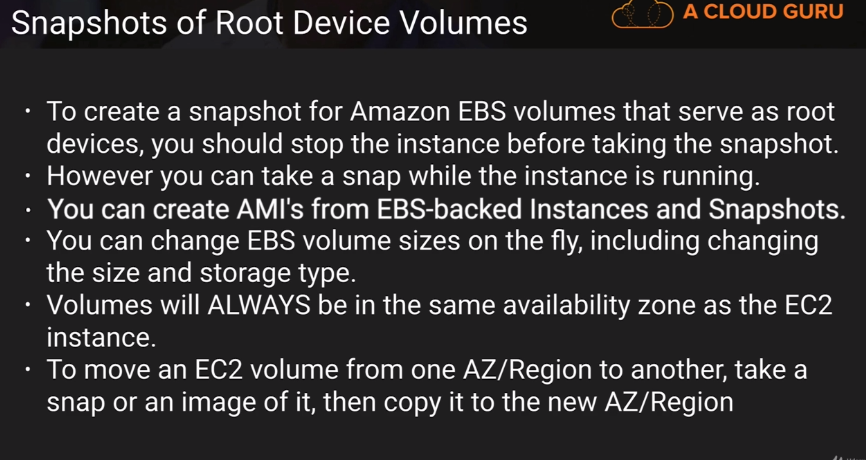 Snapshots of Root Device Volumes
A CLOUD GURU
• To create a snapshot for Amazon EBS volumes that serve as root
devices, you should stop the instance before taking the snapshot.
• However you can take a snap while the instance is running.
• You can create AMI's from EBS-backed Instances and Snapshots.
• You can change EBS volume sizes on the fly, including changing
the size and storage type.
• Volumes will ALWAYS be in the same availability zone as the EC2
instance.
• To move an EC2 volume from one AZ/Region to another, take a
snap or an image of it, then copy it to the new AZ/Region